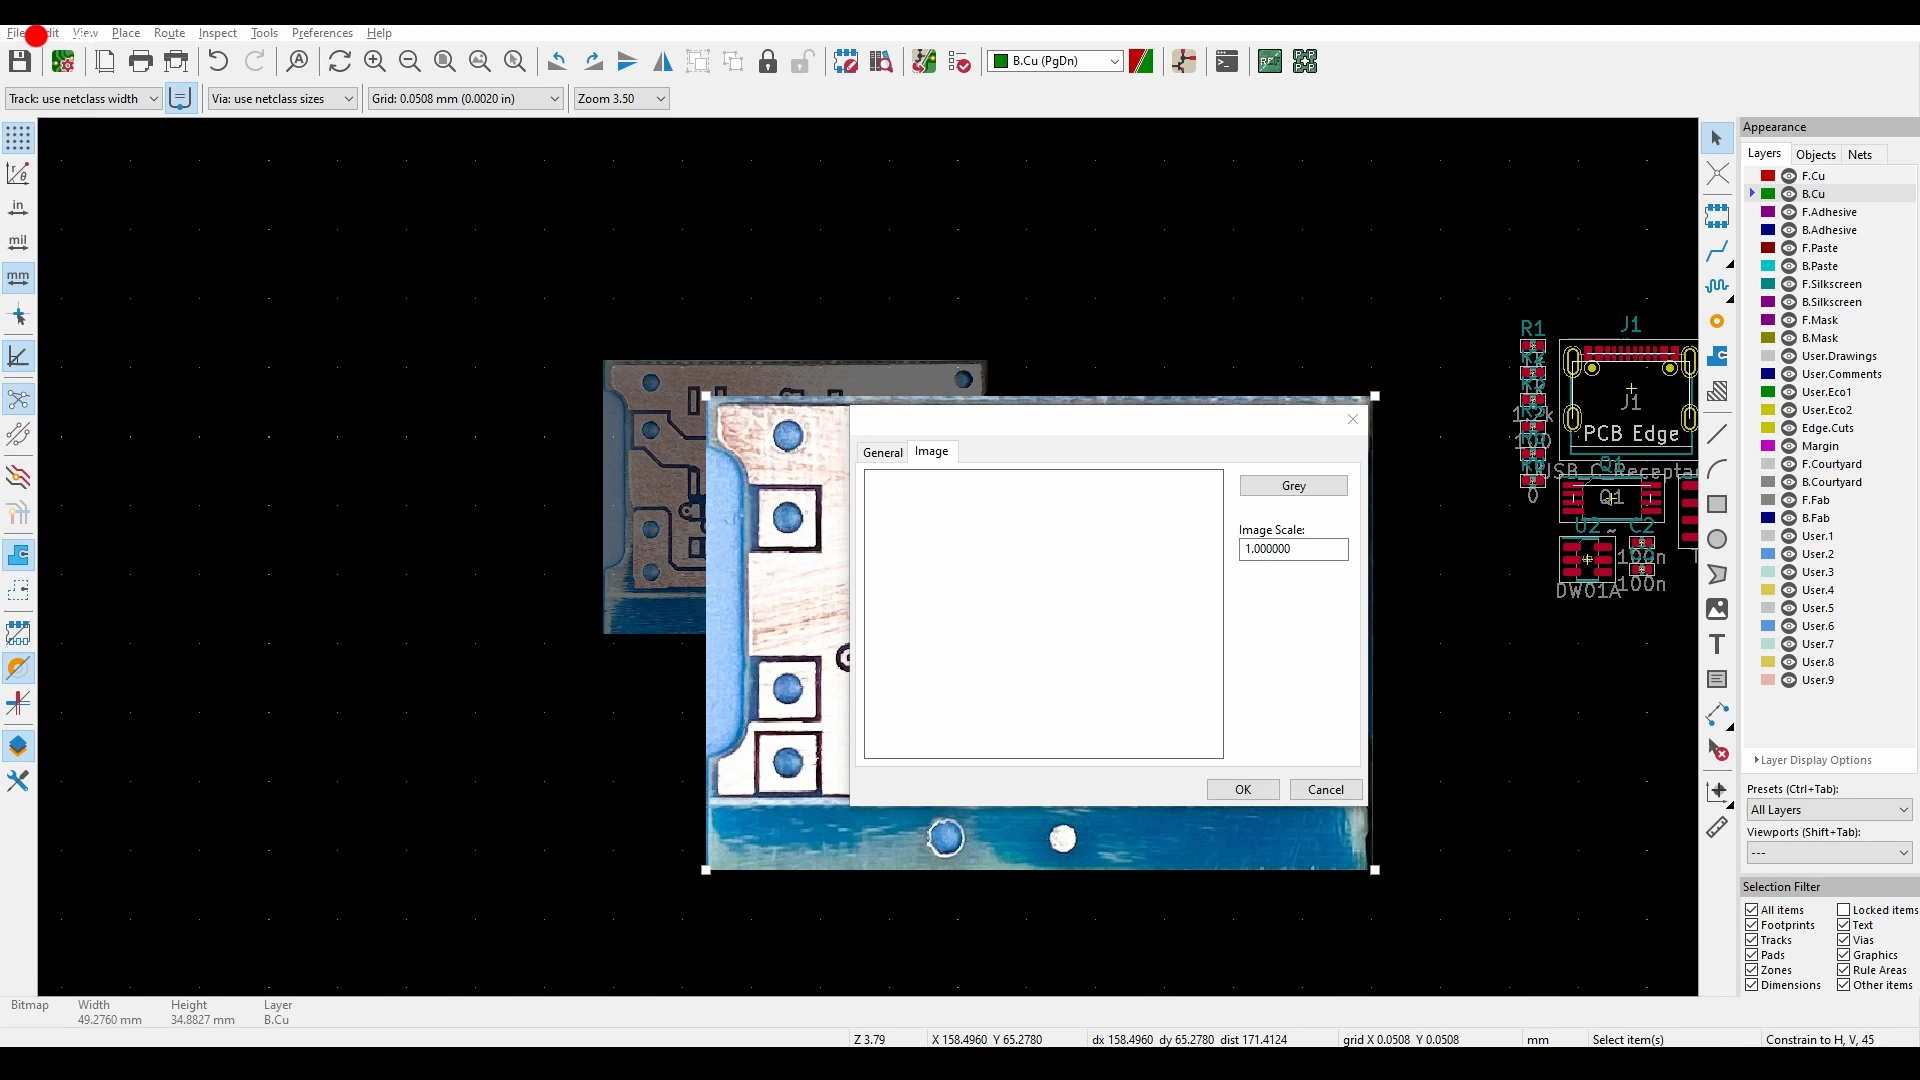 File Edit View Place Route Inspect Tools Preferences Help
B.Cu (PgDn)
Track: use netclass width Via: use netclass sizes Grid: 0.0508 mm (0.0020 in) Zoom 3.50
in
mil
mm
Appearance
Layers Objects Nets
F.Cu
B.Cu
F.Adhesive
B.Adhesive
F.Paste
B.Paste
F.Silkscreen
B.Silkscreen
F.Mask
B.Mask
User.Drawings
User.Comments
User.Eco1
User.Eco2
Edge.Cuts
Margin
F.Courtyard
B.Courtyard
F.Fab
B.Fab
User.1
User.2
User.3
User.4
User.5
User.6
User.7
User.8
User.9
Layer Display Options
Presets (Ctrl+Tab):
All Layers
Viewports (Shift+Tab):
---
Selection Filter
All items Locked items
Footprints Text
Tracks Vias
Pads Graphics
Zones Rule Areas
Dimensions Other items
R1 J1
J1
PCB Edge
Q1
U2 C2
100n
DW01A 100n
0
General Image
Grey
Image Scale:
1.000000
OK Cancel
Bitmap Width Height Layer
49.2760 mm 34.8827 mm B.Cu
Z 3.79 X 158.4960 Y 65.2780 dx 158.4960 dy 65.2780 dist 171.4124 grid X 0.0508 Y 0.0508 mm Select item(s) Constrain to H, V, 45